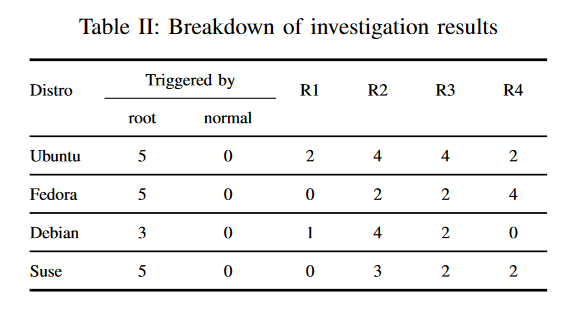 Table II: Breakdown of investigation results
Distro Triggered by R1 R2 R3 R4
root normal
Ubuntu 5 0 2 4 4 2
Fedora 5 0 0 2 2 4
Debian 3 0 1 4 2 0
Suse 5 0 0 3 2 2